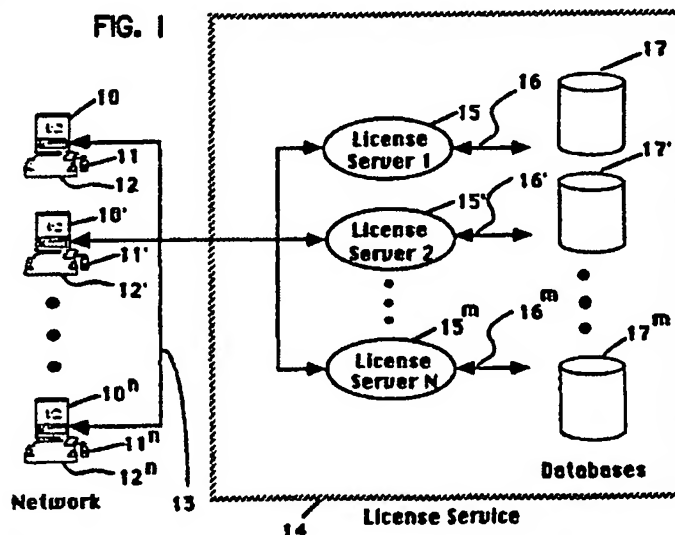 FIG. 1
10
11
12
10'
11'
12'
10ⁿ
11ⁿ
12ⁿ
Network
13
15
License
Server 1
16
17
15'
License
Server 2
16'
17'
15ᵐ
License
Server N
16ᵐ
17ᵐ
Databases
14
License Service